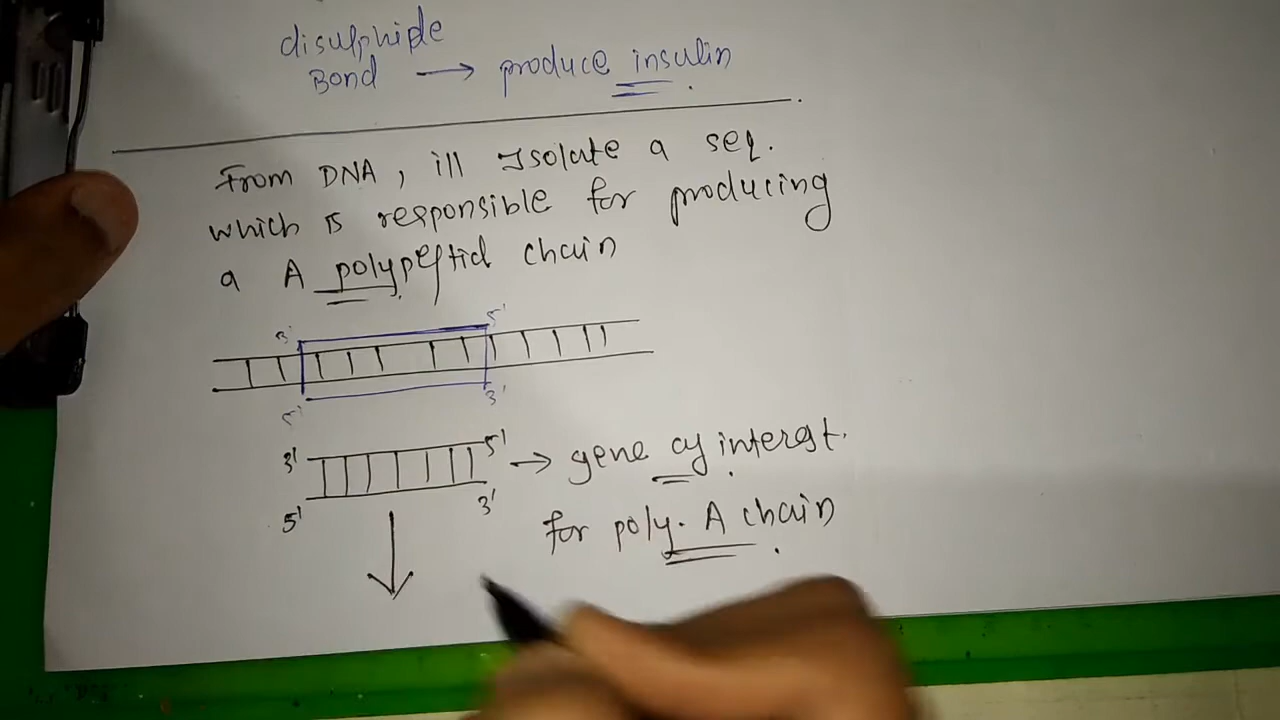 disulphide
Bond → produce insulin
From DNA, ill Isolate a seq.
which is responsible for producing
a A polypeptid chain
3' 5'
5' 3'
3' 5' → gene of interest.
5' 3'
for poly. A chain